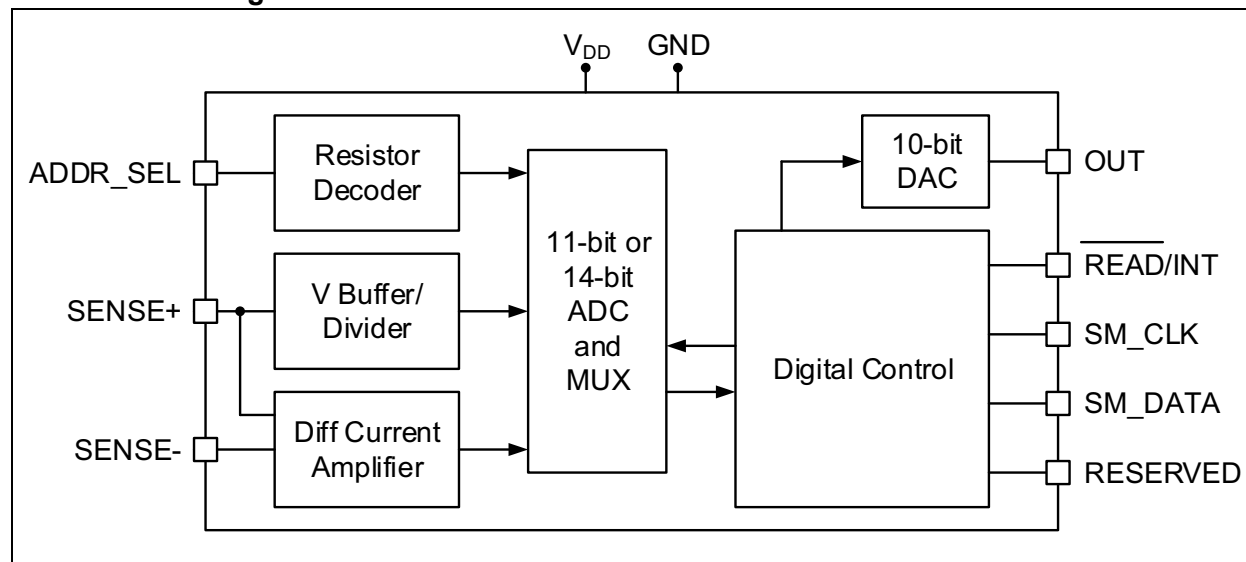 V_DD GND
ADDR_SEL
Resistor
Decoder
SENSE+
V Buffer/
Divider
SENSE-
Diff Current
Amplifier
11-bit or
14-bit
ADC
and
MUX
Digital Control
10-bit
DAC
OUT
READ/INT
SM_CLK
SM_DATA
RESERVED